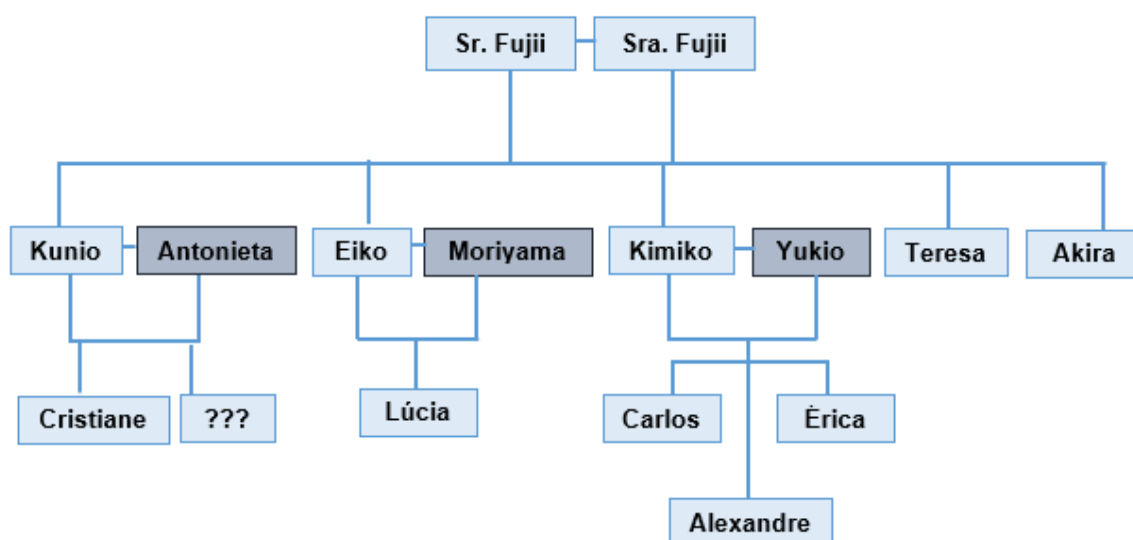 Sr. Fujii
Sra. Fujii
Kunio
Antonieta
Eiko
Moriyama
Kimiko
Yukio
Teresa
Akira
Cristiane
???
Lúcia
Carlos
Érica
Alexandre